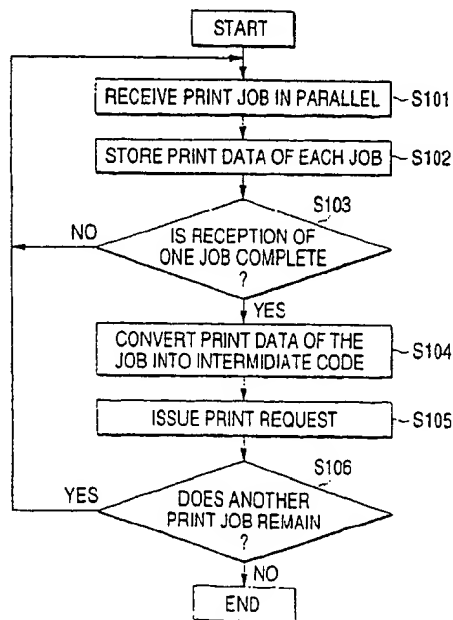 START
RECEIVE PRINT JOB IN PARALLEL
S101
STORE PRINT DATA OF EACH JOB
S102
S103
NO
IS RECEPTION OF
ONE JOB COMPLETE
?
YES
CONVERT PRINT DATA OF THE
JOB INTO INTERMIDIATE CODE
S104
ISSUE PRINT REQUEST
S105
S106
YES
DOES ANOTHER
PRINT JOB REMAIN
?
NO
END